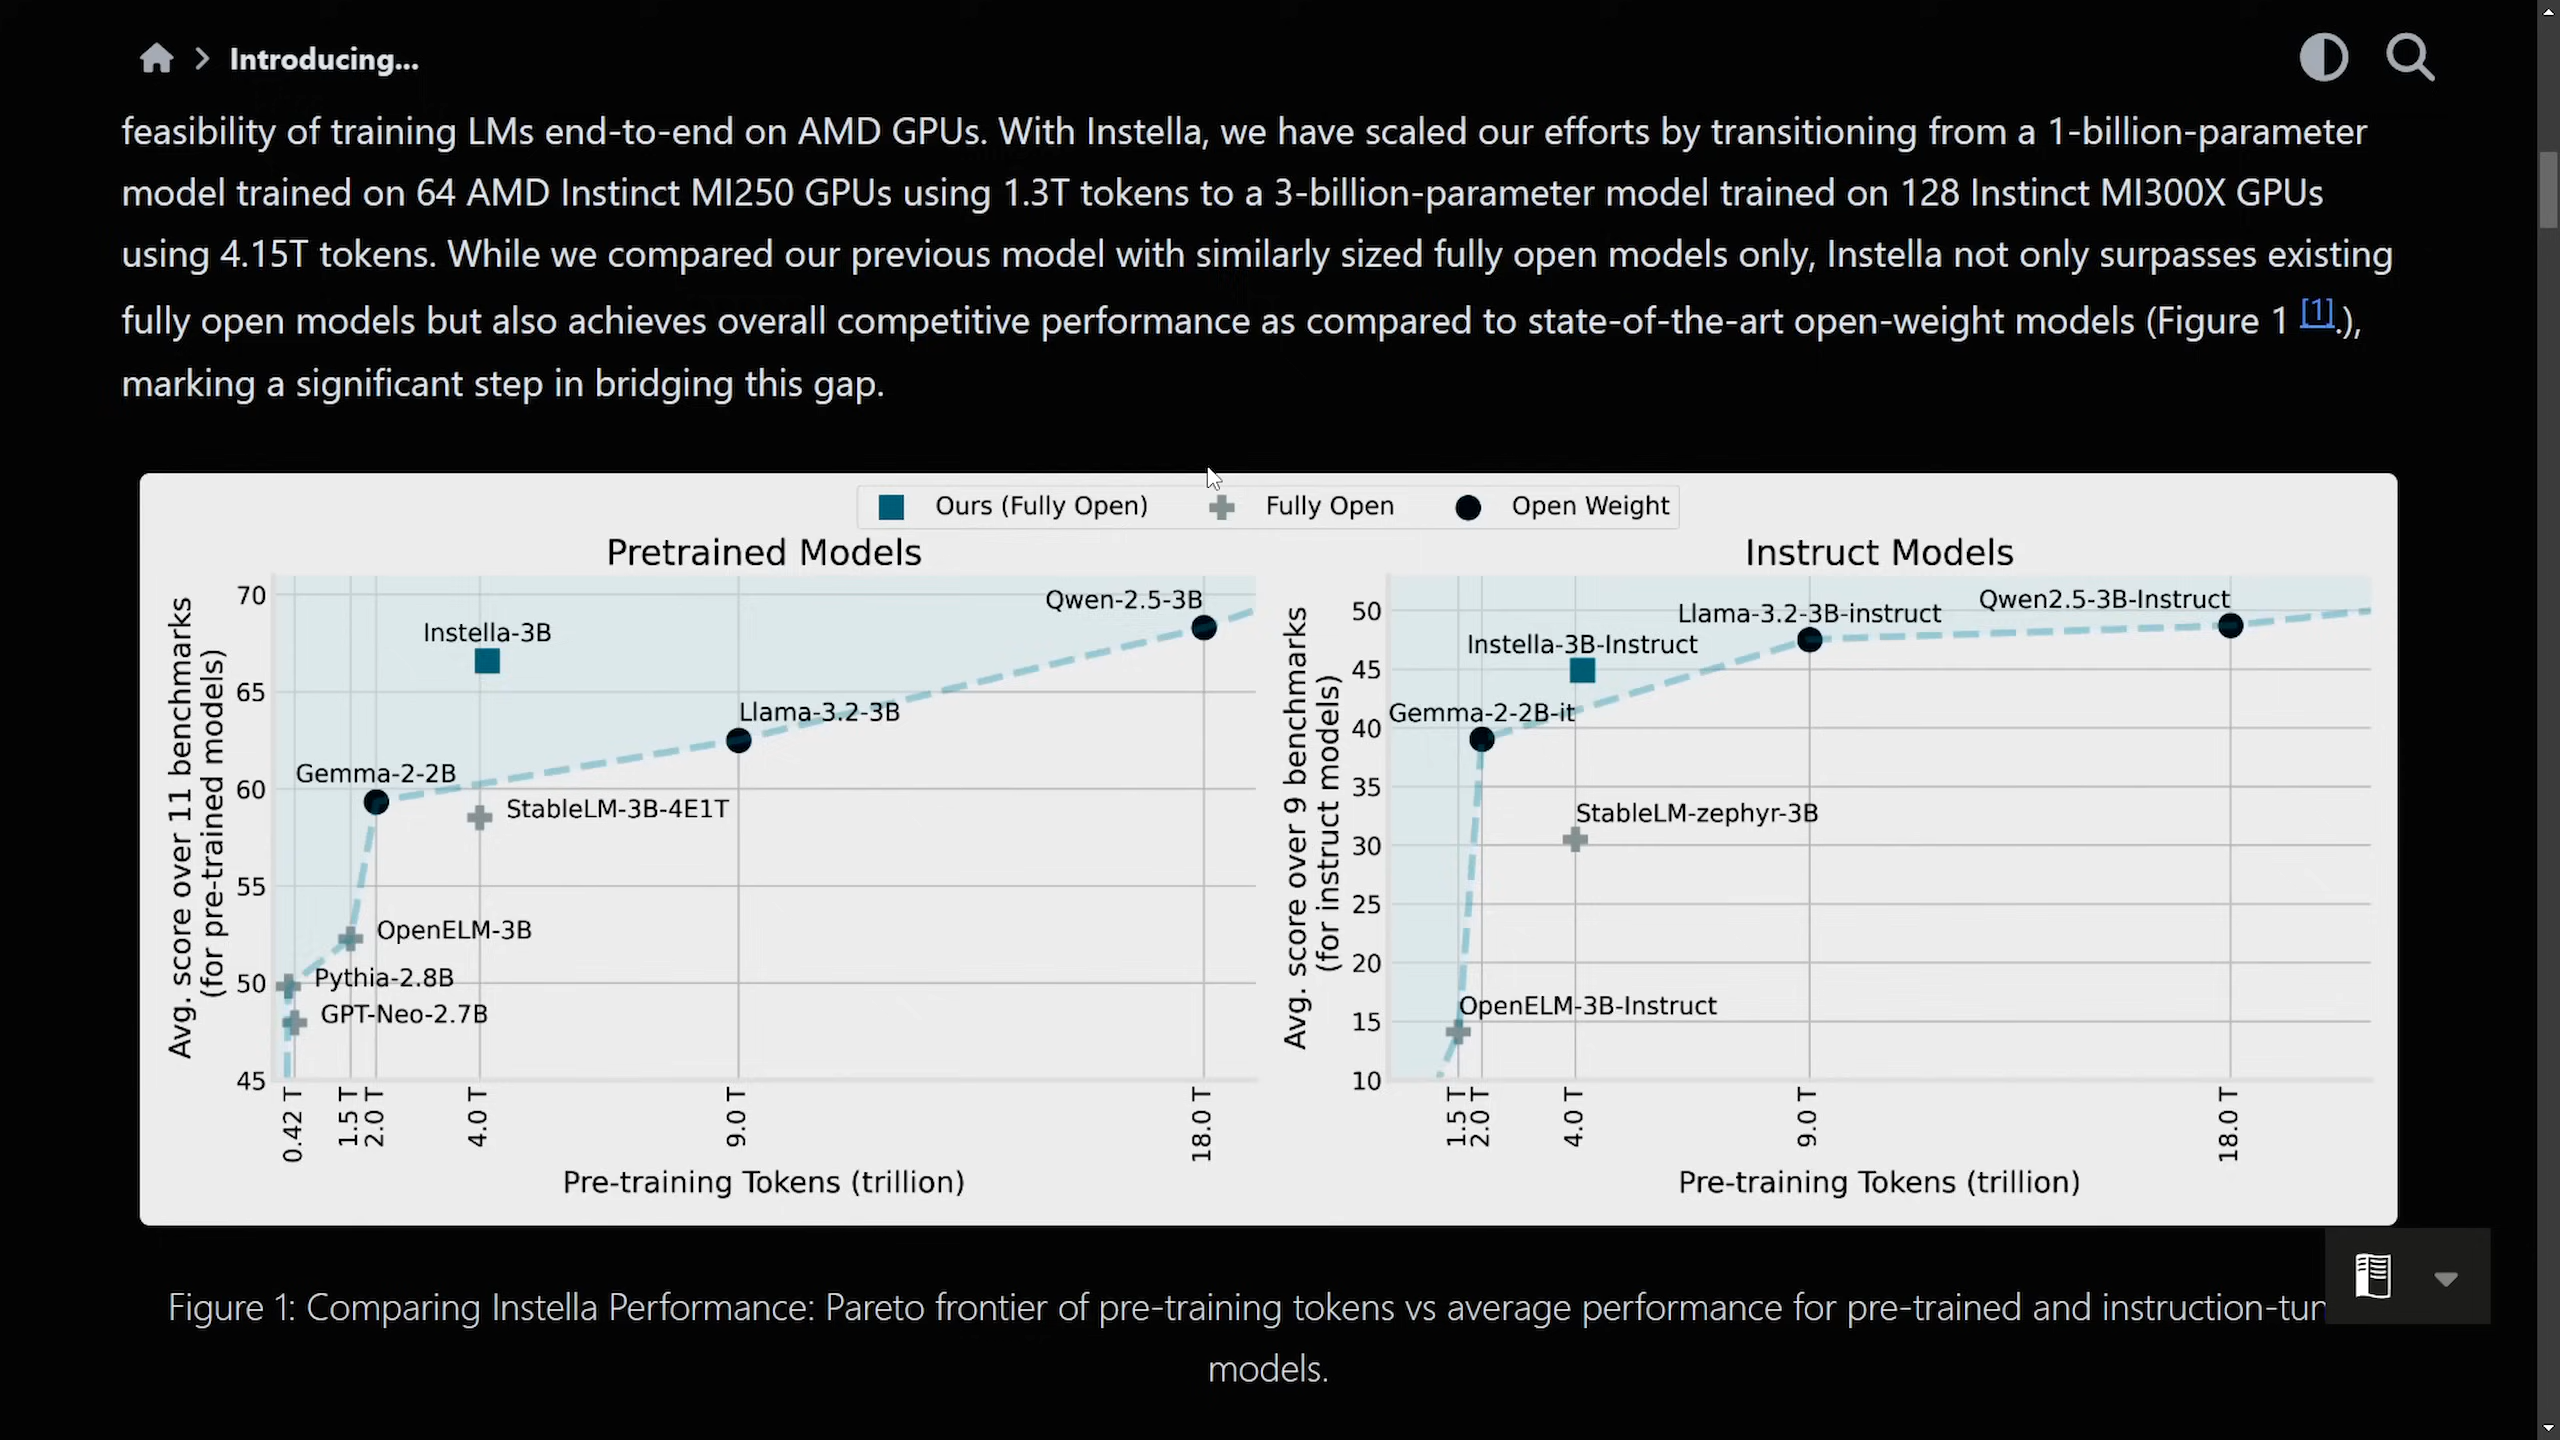 Introducing...
feasibility of training LMs end-to-end on AMD GPUs. With Instella, we have scaled our efforts by transitioning from a 1-billion-parameter
model trained on 64 AMD Instinct MI250 GPUs using 1.3T tokens to a 3-billion-parameter model trained on 128 Instinct MI300X GPUs
using 4.15T tokens. While we compared our previous model with similarly sized fully open models only, Instella not only surpasses existing
fully open models but also achieves overall competitive performance as compared to state-of-the-art open-weight models (Figure 1 [1].),
marking a significant step in bridging this gap.
Ours (Fully Open) Fully Open Open Weight
Pretrained Models
Avg. score over 11 benchmarks
(for pre-trained models)
70
65
60
55
50
45
Qwen-2.5-3B
Instella-3B
Llama-3.2-3B
Gemma-2-2B
StableLM-3B-4E1T
OpenELM-3B
Pythia-2.8B
GPT-Neo-2.7B
0.42 T
1.5 T
2.0 T
4.0 T
9.0 T
18.0 T
Pre-training Tokens (trillion)
Instruct Models
Avg. score over 9 benchmarks
(for instruct models)
50
45
40
35
30
25
20
15
10
Qwen2.5-3B-Instruct
Llama-3.2-3B-instruct
Instella-3B-Instruct
Gemma-2-2B-it
StableLM-zephyr-3B
OpenELM-3B-Instruct
1.5 T
2.0 T
4.0 T
9.0 T
18.0 T
Pre-training Tokens (trillion)
Figure 1: Comparing Instella Performance: Pareto frontier of pre-training tokens vs average performance for pre-trained and instruction-tun
models.